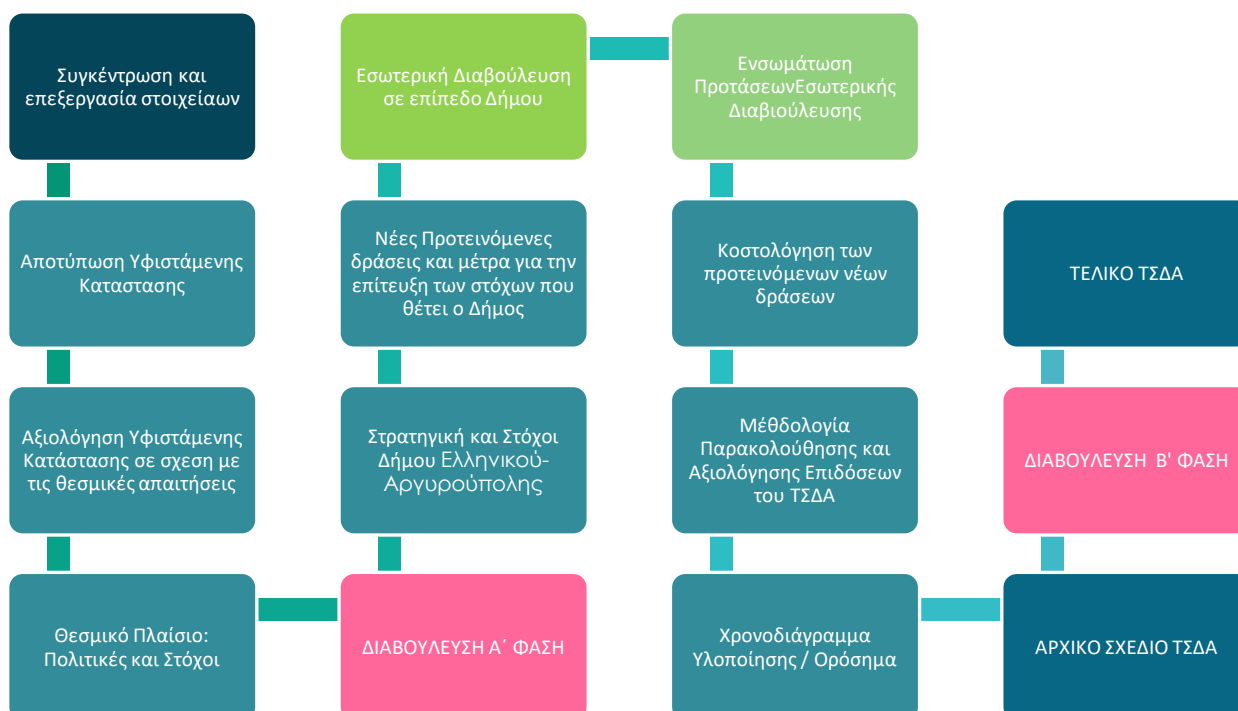 Συγκέντρωση και
επεξεργασία στοιχείαων
Αποτύπωση Υφιστάμενης
Καταστασης
Αξιολόγηση Υφιστάμενης
Κατάστασης σε σχεση με
τις θεσμικές απαιτήσεις
Θεσμικό Πλαίσιο:
Πολιτικές και Στόχοι
ΔΙΑΒΟΥΛΕΥΣΗ Α΄ ΦΑΣΗ
Στρατηγική και Στόχοι
Δήμου Ελληνικού-
Αργυρούπολης
Νέες Προτεινόμενες
δράσεις και μέτρα για την
επίτευξη των στόχων που
θέτει ο Δήμος
Εσωτερική Διαβούλευση
σε επίπεδο Δήμου
Ενσωμάτωση
ΠροτάσεωνΕσωτερικής
Διαβιούλευσης
Κοστολόγηση των
προτεινόμενων νέων
δράσεων
Μέθδολογία
Παρακολούθησης και
Αξιολόγησης Επιδόσεων
του ΤΣΔΑ
Χρονοδιάγραμμα
Υλοποίησης / Ορόσημα
ΑΡΧΙΚΟ ΣΧΕΔΙΟ ΤΣΔΑ
ΔΙΑΒΟΥΛΕΥΣΗ Β' ΦΑΣΗ
ΤΕΛΙΚΟ ΤΣΔΑ